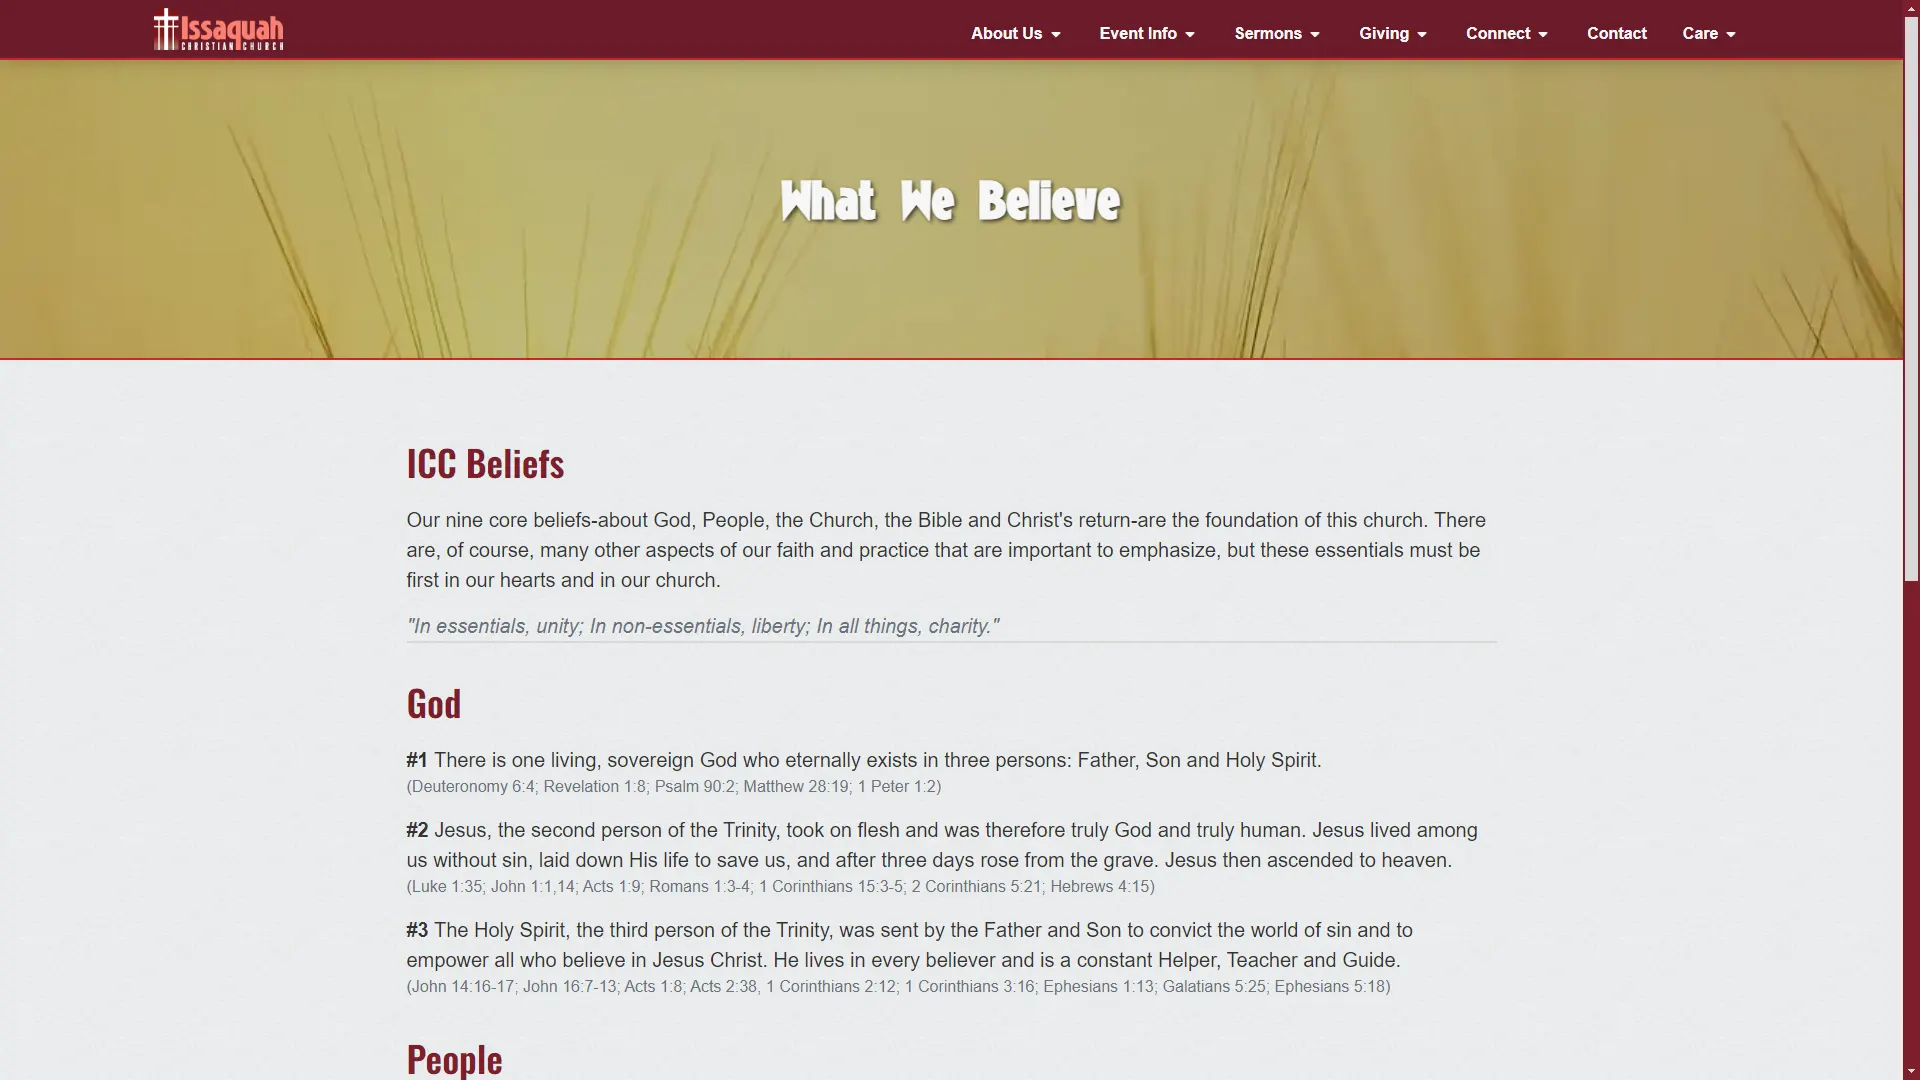 Issaquah
CHRISTIAN CHURCH
About Us
Event Info
Sermons
Giving
Connect
Contact
Care
What We Believe
ICC Beliefs
Our nine core beliefs-about God, People, the Church, the Bible and Christ's return-are the foundation of this church. There
are, of course, many other aspects of our faith and practice that are important to emphasize, but these essentials must be
first in our hearts and in our church.
"In essentials, unity; In non-essentials, liberty; In all things, charity."
God
#1 There is one living, sovereign God who eternally exists in three persons: Father, Son and Holy Spirit.
(Deuteronomy 6:4; Revelation 1:8; Psalm 90:2; Matthew 28:19; 1 Peter 1:2)
#2 Jesus, the second person of the Trinity, took on flesh and was therefore truly God and truly human. Jesus lived among
us without sin, laid down His life to save us, and after three days rose from the grave. Jesus then ascended to heaven.
(Luke 1:35; John 1:1,14; Acts 1:9; Romans 1:3-4; 1 Corinthians 15:3-5; 2 Corinthians 5:21; Hebrews 4:15)
#3 The Holy Spirit, the third person of the Trinity, was sent by the Father and Son to convict the world of sin and to
empower all who believe in Jesus Christ. He lives in every believer and is a constant Helper, Teacher and Guide.
(John 14:16-17; John 16:7-13; Acts 1:8; Acts 2:38, 1 Corinthians 2:12; 1 Corinthians 3:16; Ephesians 1:13; Galatians 5:25; Ephesians 5:18)
People